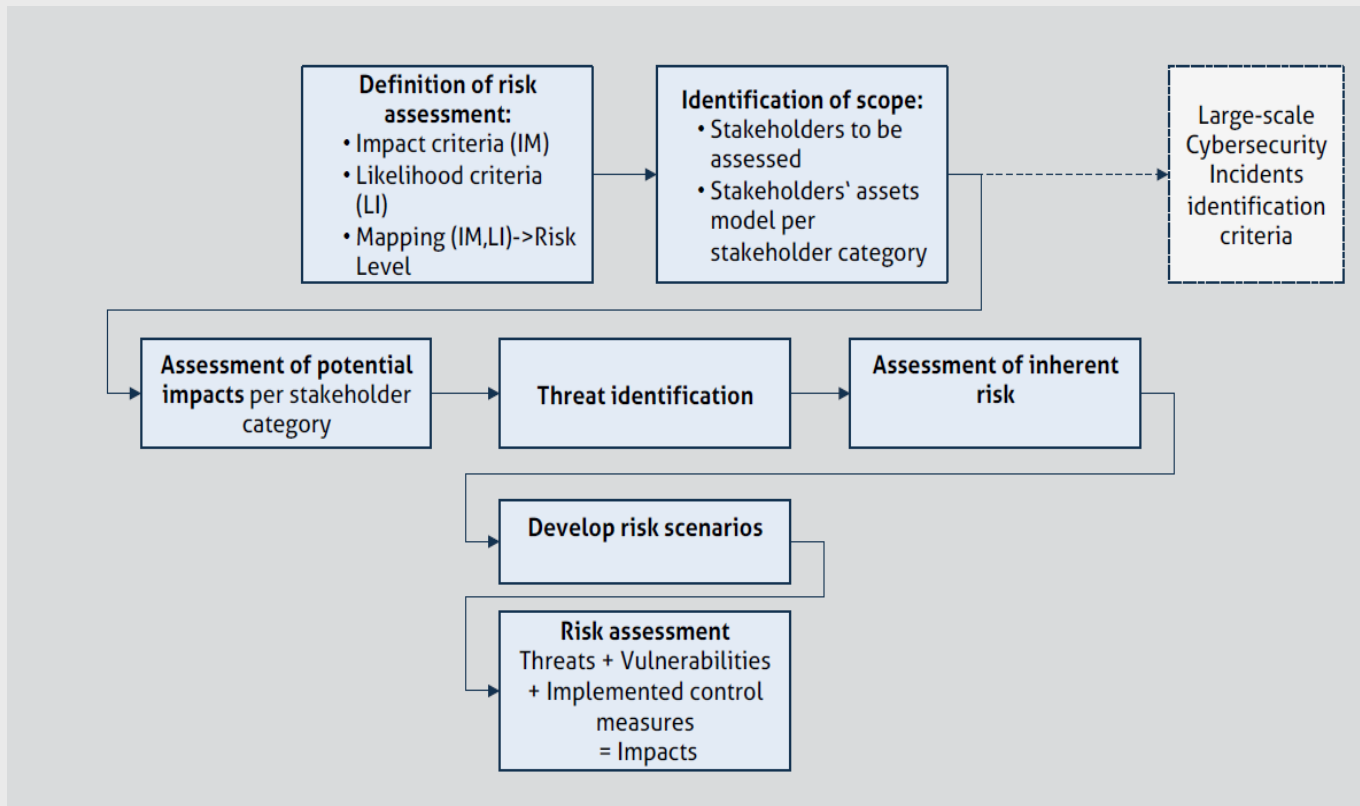 Definition of risk
assessment:
• Impact criteria (IM)
• Likelihood criteria
(LI)
• Mapping (IM,LI)->Risk
Level
Identification of scope:
• Stakeholders to be
assessed
• Stakeholders‘ assets
model per
stakeholder category
Large-scale
Cybersecurity
Incidents
identification
criteria
Assessment of potential
impacts per stakeholder
category
Threat identification
Assessment of inherent
risk
Develop risk scenarios
Risk assessment
Threats + Vulnerabilities
+ Implemented control
measures
= Impacts